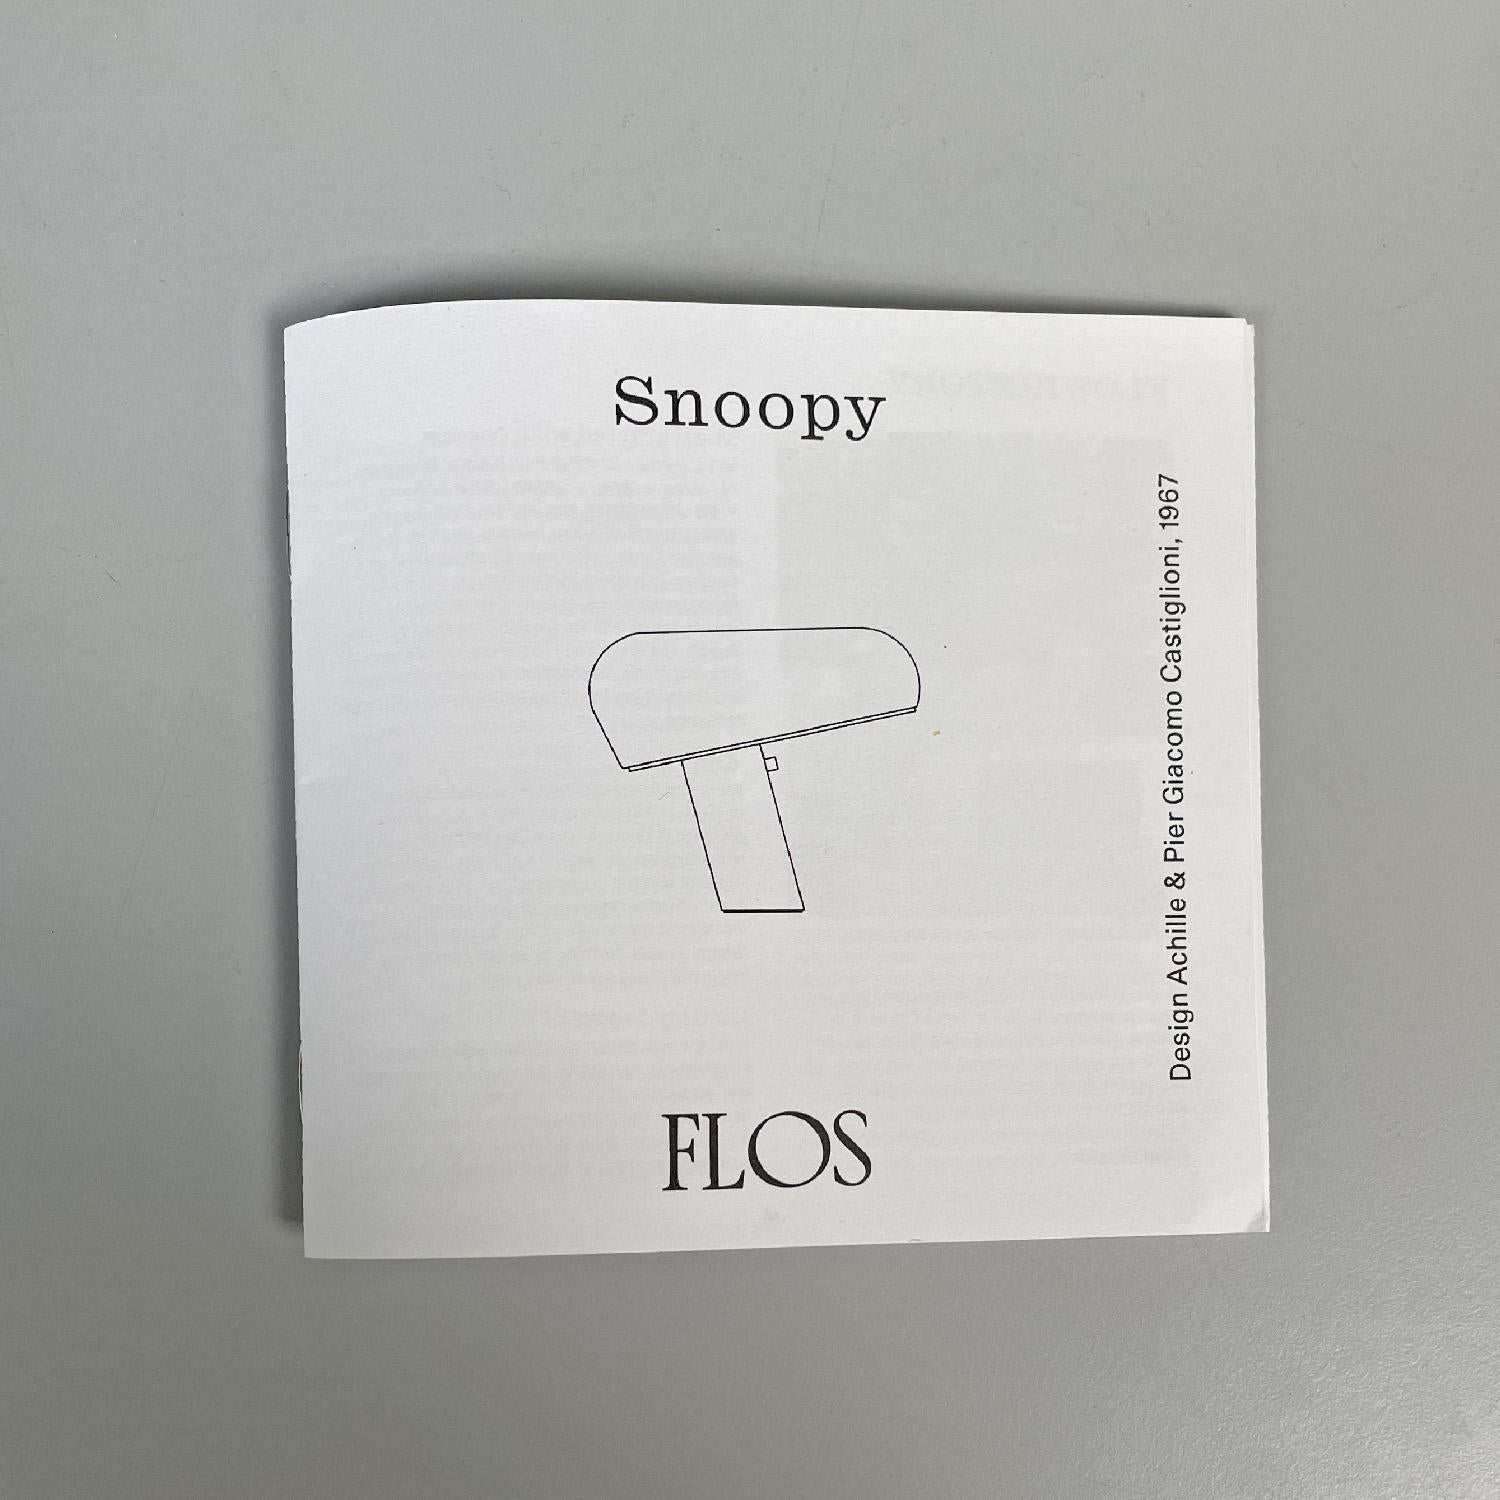 Snoopy
Design Achille & Pier Giacomo Castiglioni, 1967
FLOS